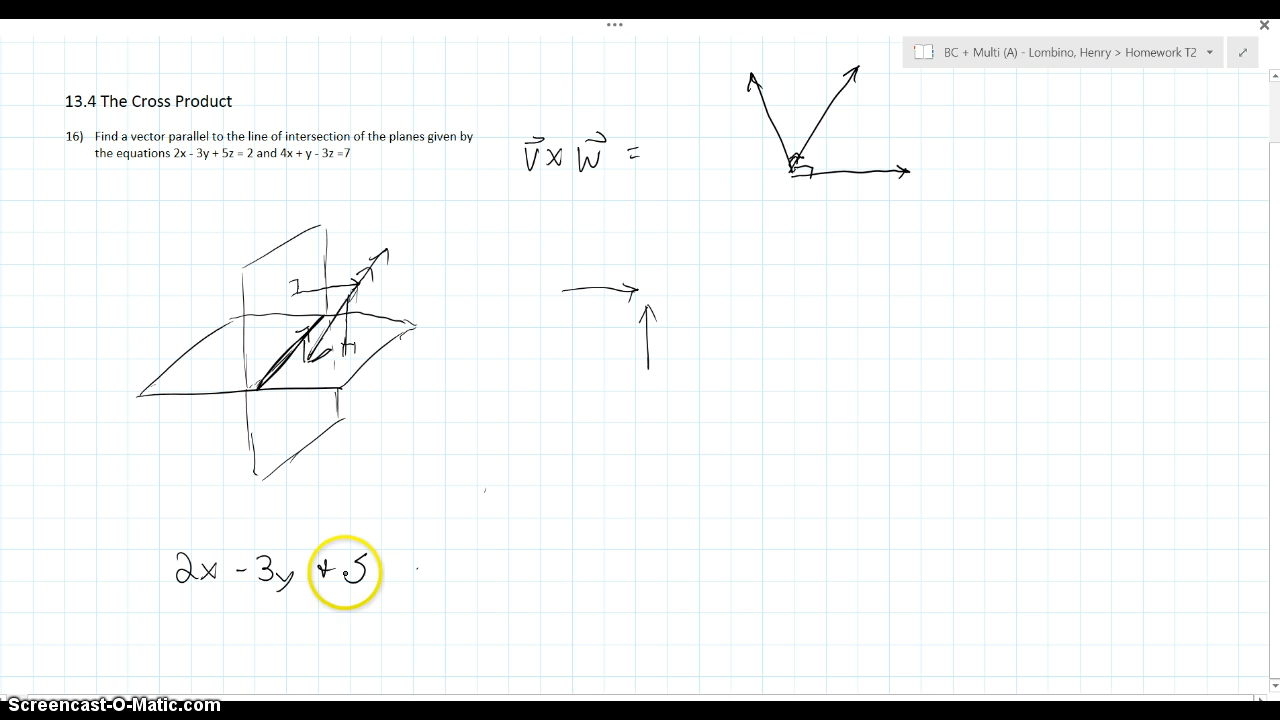 BC + Multi (A) - Lombino, Henry > Homework T2
13.4 The Cross Product
16) Find a vector parallel to the line of intersection of the planes given by
the equations 2x - 3y + 5z = 2 and 4x + y - 3z =7
v⃗ x w⃗ =
2x - 3y + 5
Screencast-O-Matic.com